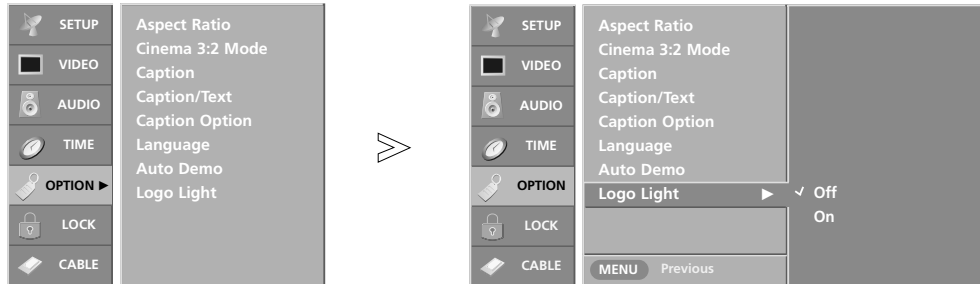 SETUP
VIDEO
AUDIO
TIME
OPTION ►
LOCK
CABLE
Aspect Ratio
Cinema 3:2 Mode
Caption
Caption/Text
Caption Option
Language
Auto Demo
Logo Light
SETUP
VIDEO
AUDIO
TIME
OPTION
LOCK
CABLE
Aspect Ratio
Cinema 3:2 Mode
Caption
Caption/Text
Caption Option
Language
Auto Demo
Logo Light ►
MENU Previous
✓ Off
On